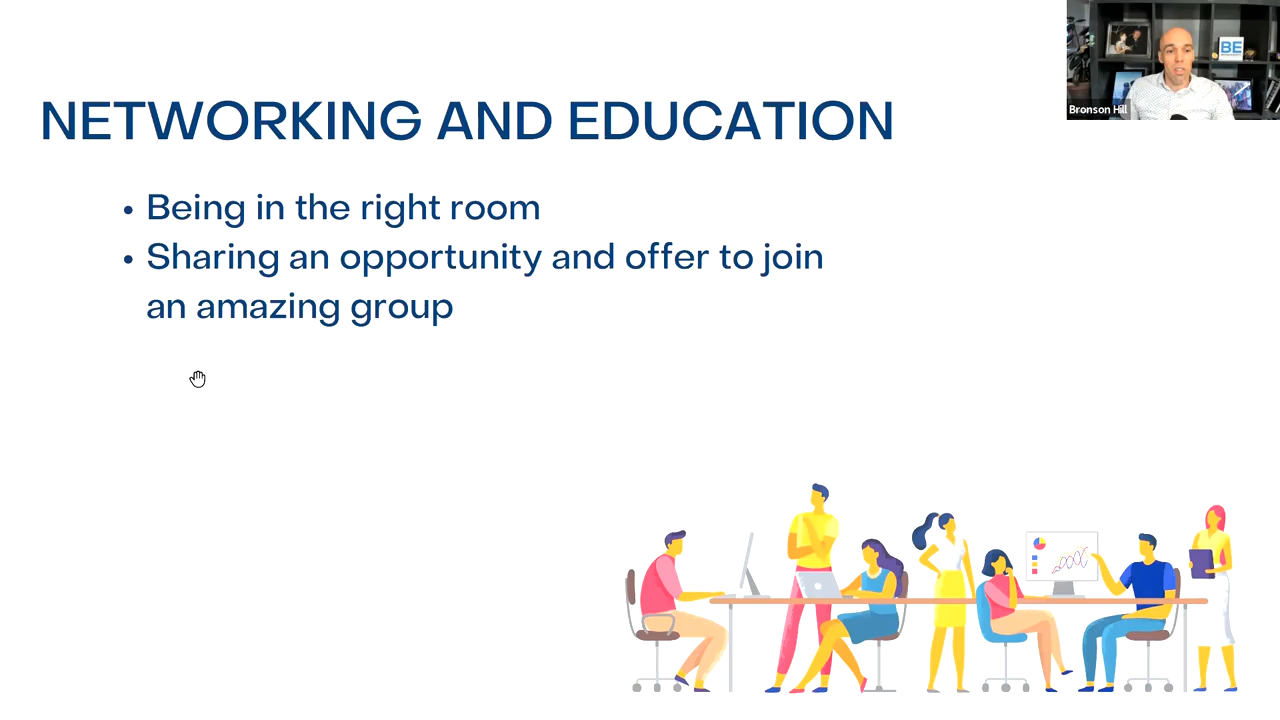 NETWORKING AND EDUCATION
• Being in the right room
• Sharing an opportunity and offer to join
an amazing group
BE
Bronson Hill